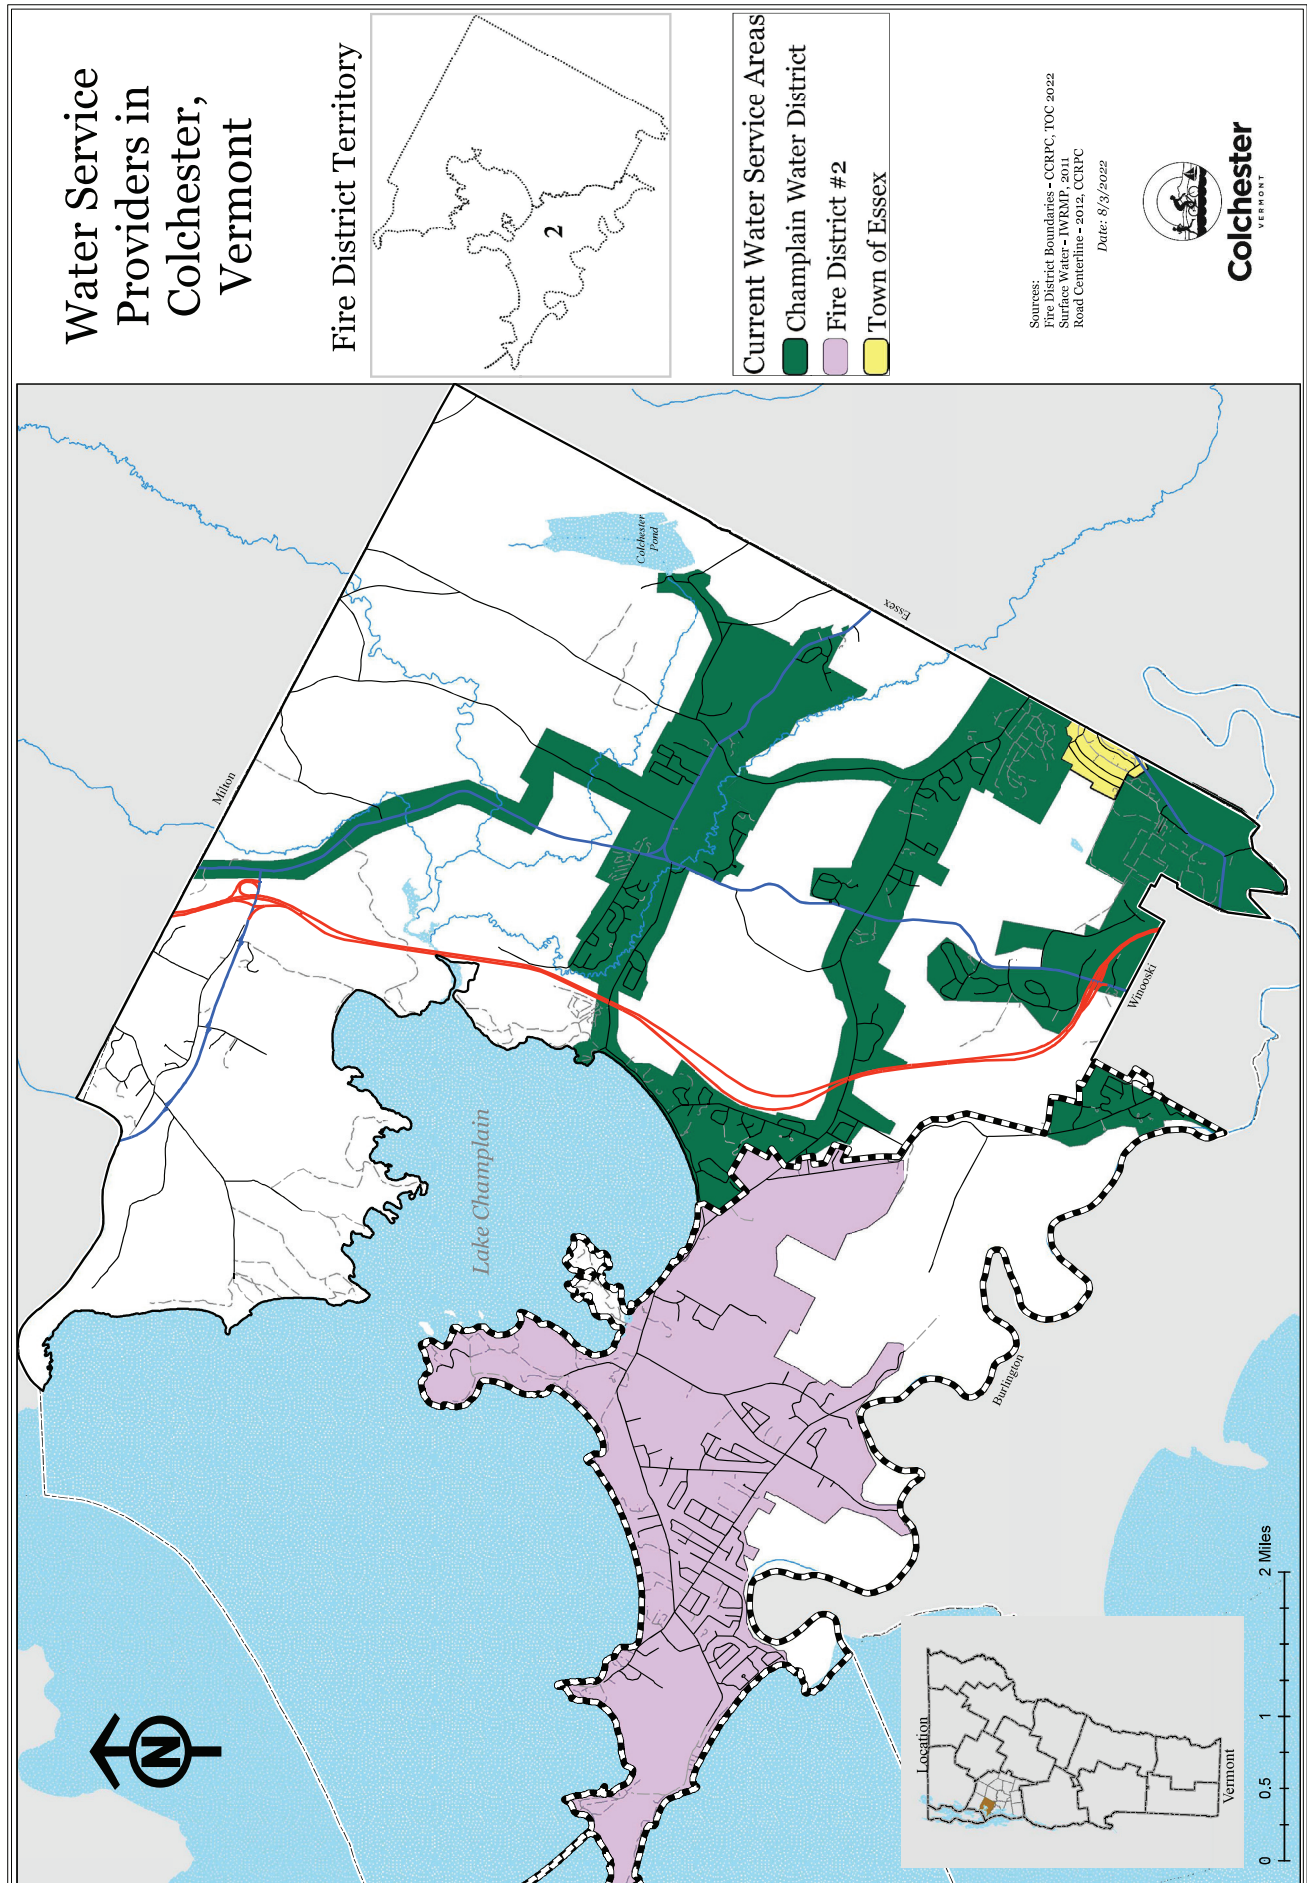 Water Service
Providers in
Colchester,
Vermont
Fire District Territory
2
Current Water Service Areas
Champlain Water District
Fire District #2
Town of Essex
Sources:
Fire District Boundaries - CCRPC, TOC 2022
Surface Water - IWRMP, 2011
Road Centerline - 2012, CCRPC
Date: 8/3/2022
Colchester
VERMONT
Milton
Colchester
Pond
Essex
Lake Champlain
Winooski
Burlington
N
Location
Vermont
0 0.5 1 2 Miles